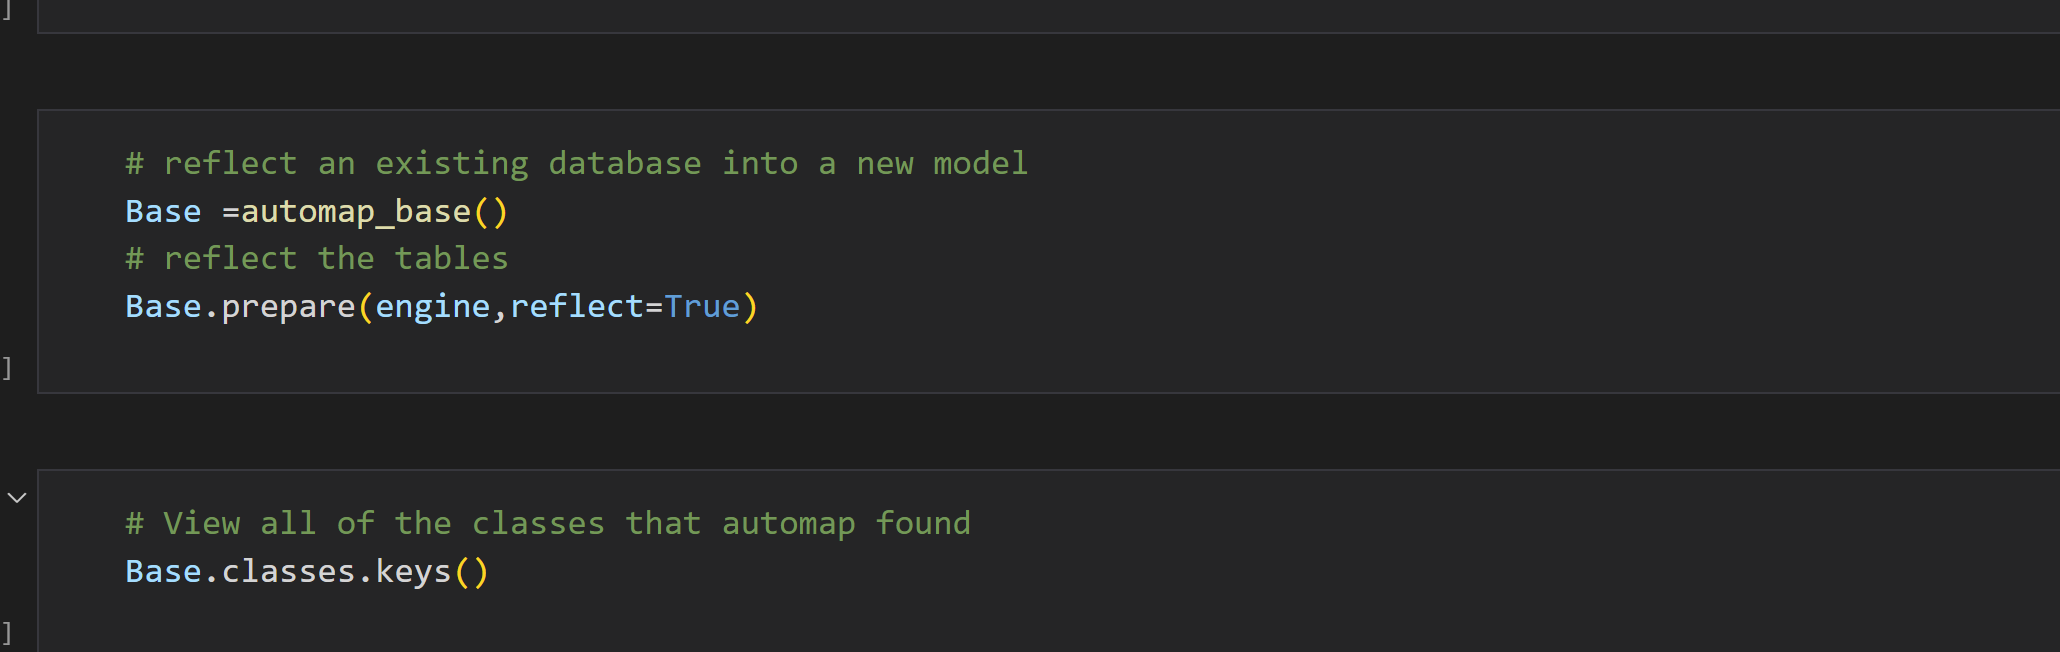 ]
# reflect an existing database into a new model
Base =automap_base()
# reflect the tables
Base.prepare(engine,reflect=True)
]
# View all of the classes that automap found
Base.classes.keys()
]